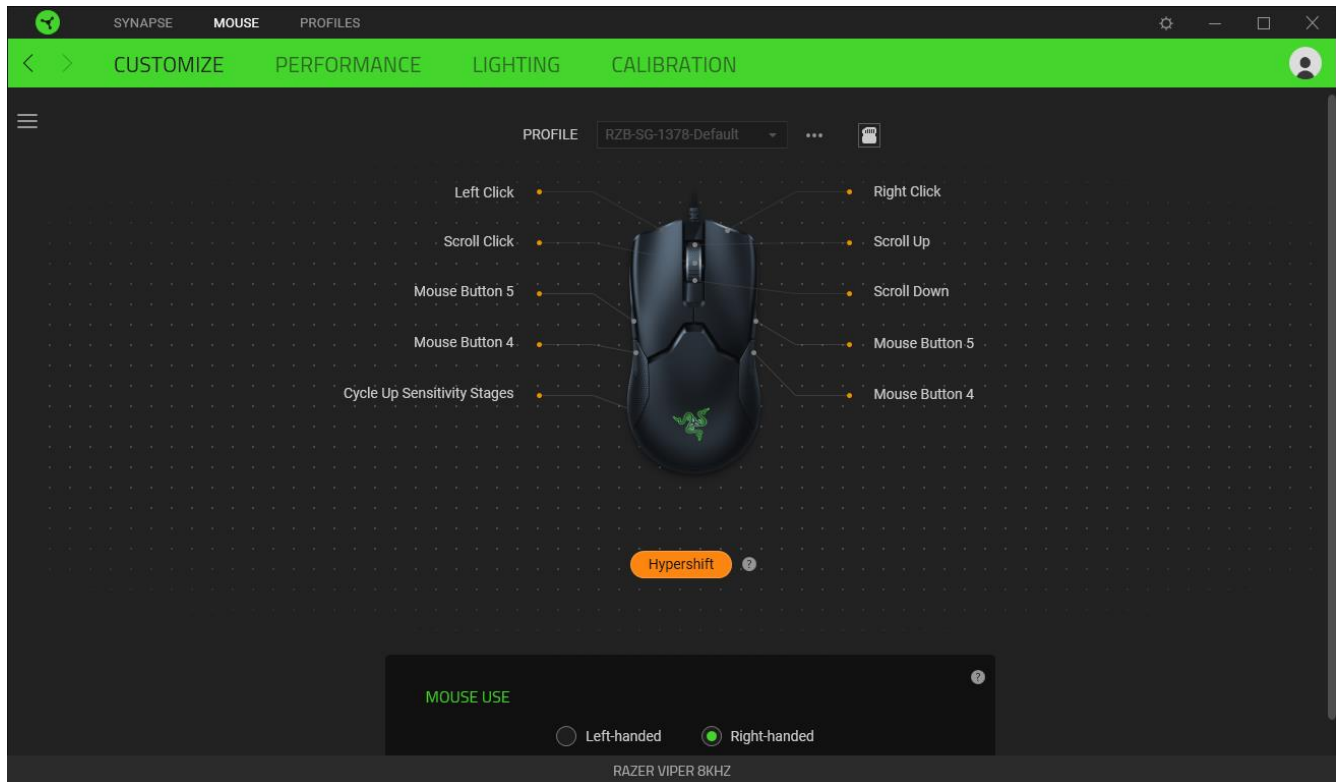 SYNAPSE MOUSE PROFILES
CUSTOMIZE PERFORMANCE LIGHTING CALIBRATION
PROFILE RZB-SG-1378-Default
Left Click Right Click
Scroll Click Scroll Up
Mouse Button 5 Scroll Down
Mouse Button 4 Mouse Button 5
Cycle Up Sensitivity Stages Mouse Button 4
Hypershift ?
?
MOUSE USE
Left-handed Right-handed
RAZER VIPER 8KHZ